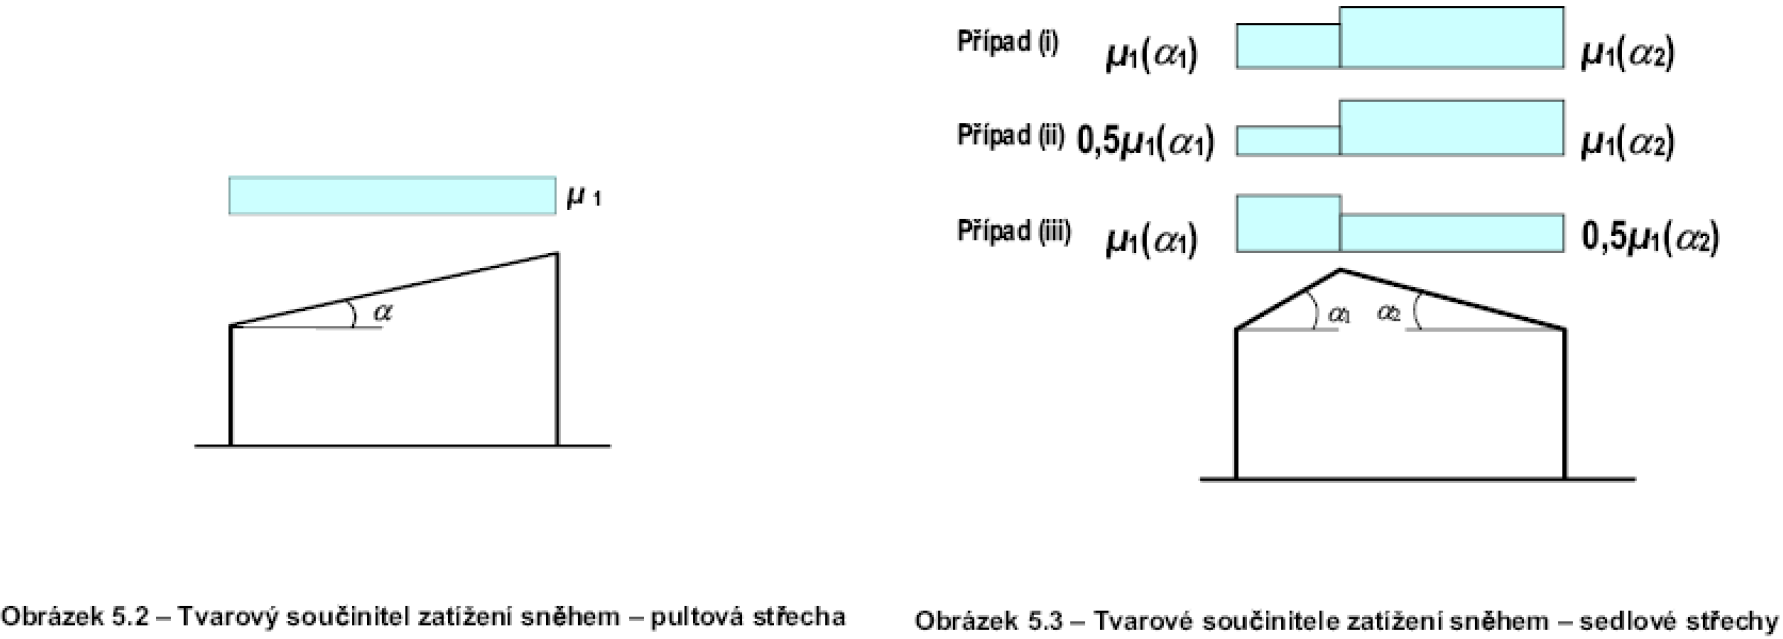 μ 1
α
Obrázek 5.2 – Tvarový součinitel zatížení sněhem – pultová střecha
Případ (i) μ1(α1) μ1(α2)
Případ (ii) 0,5μ1(α1) μ1(α2)
Případ (iii) μ1(α1) 0,5μ1(α2)
α1 α2
Obrázek 5.3 – Tvarové součinitele zatížení sněhem – sedlové střechy